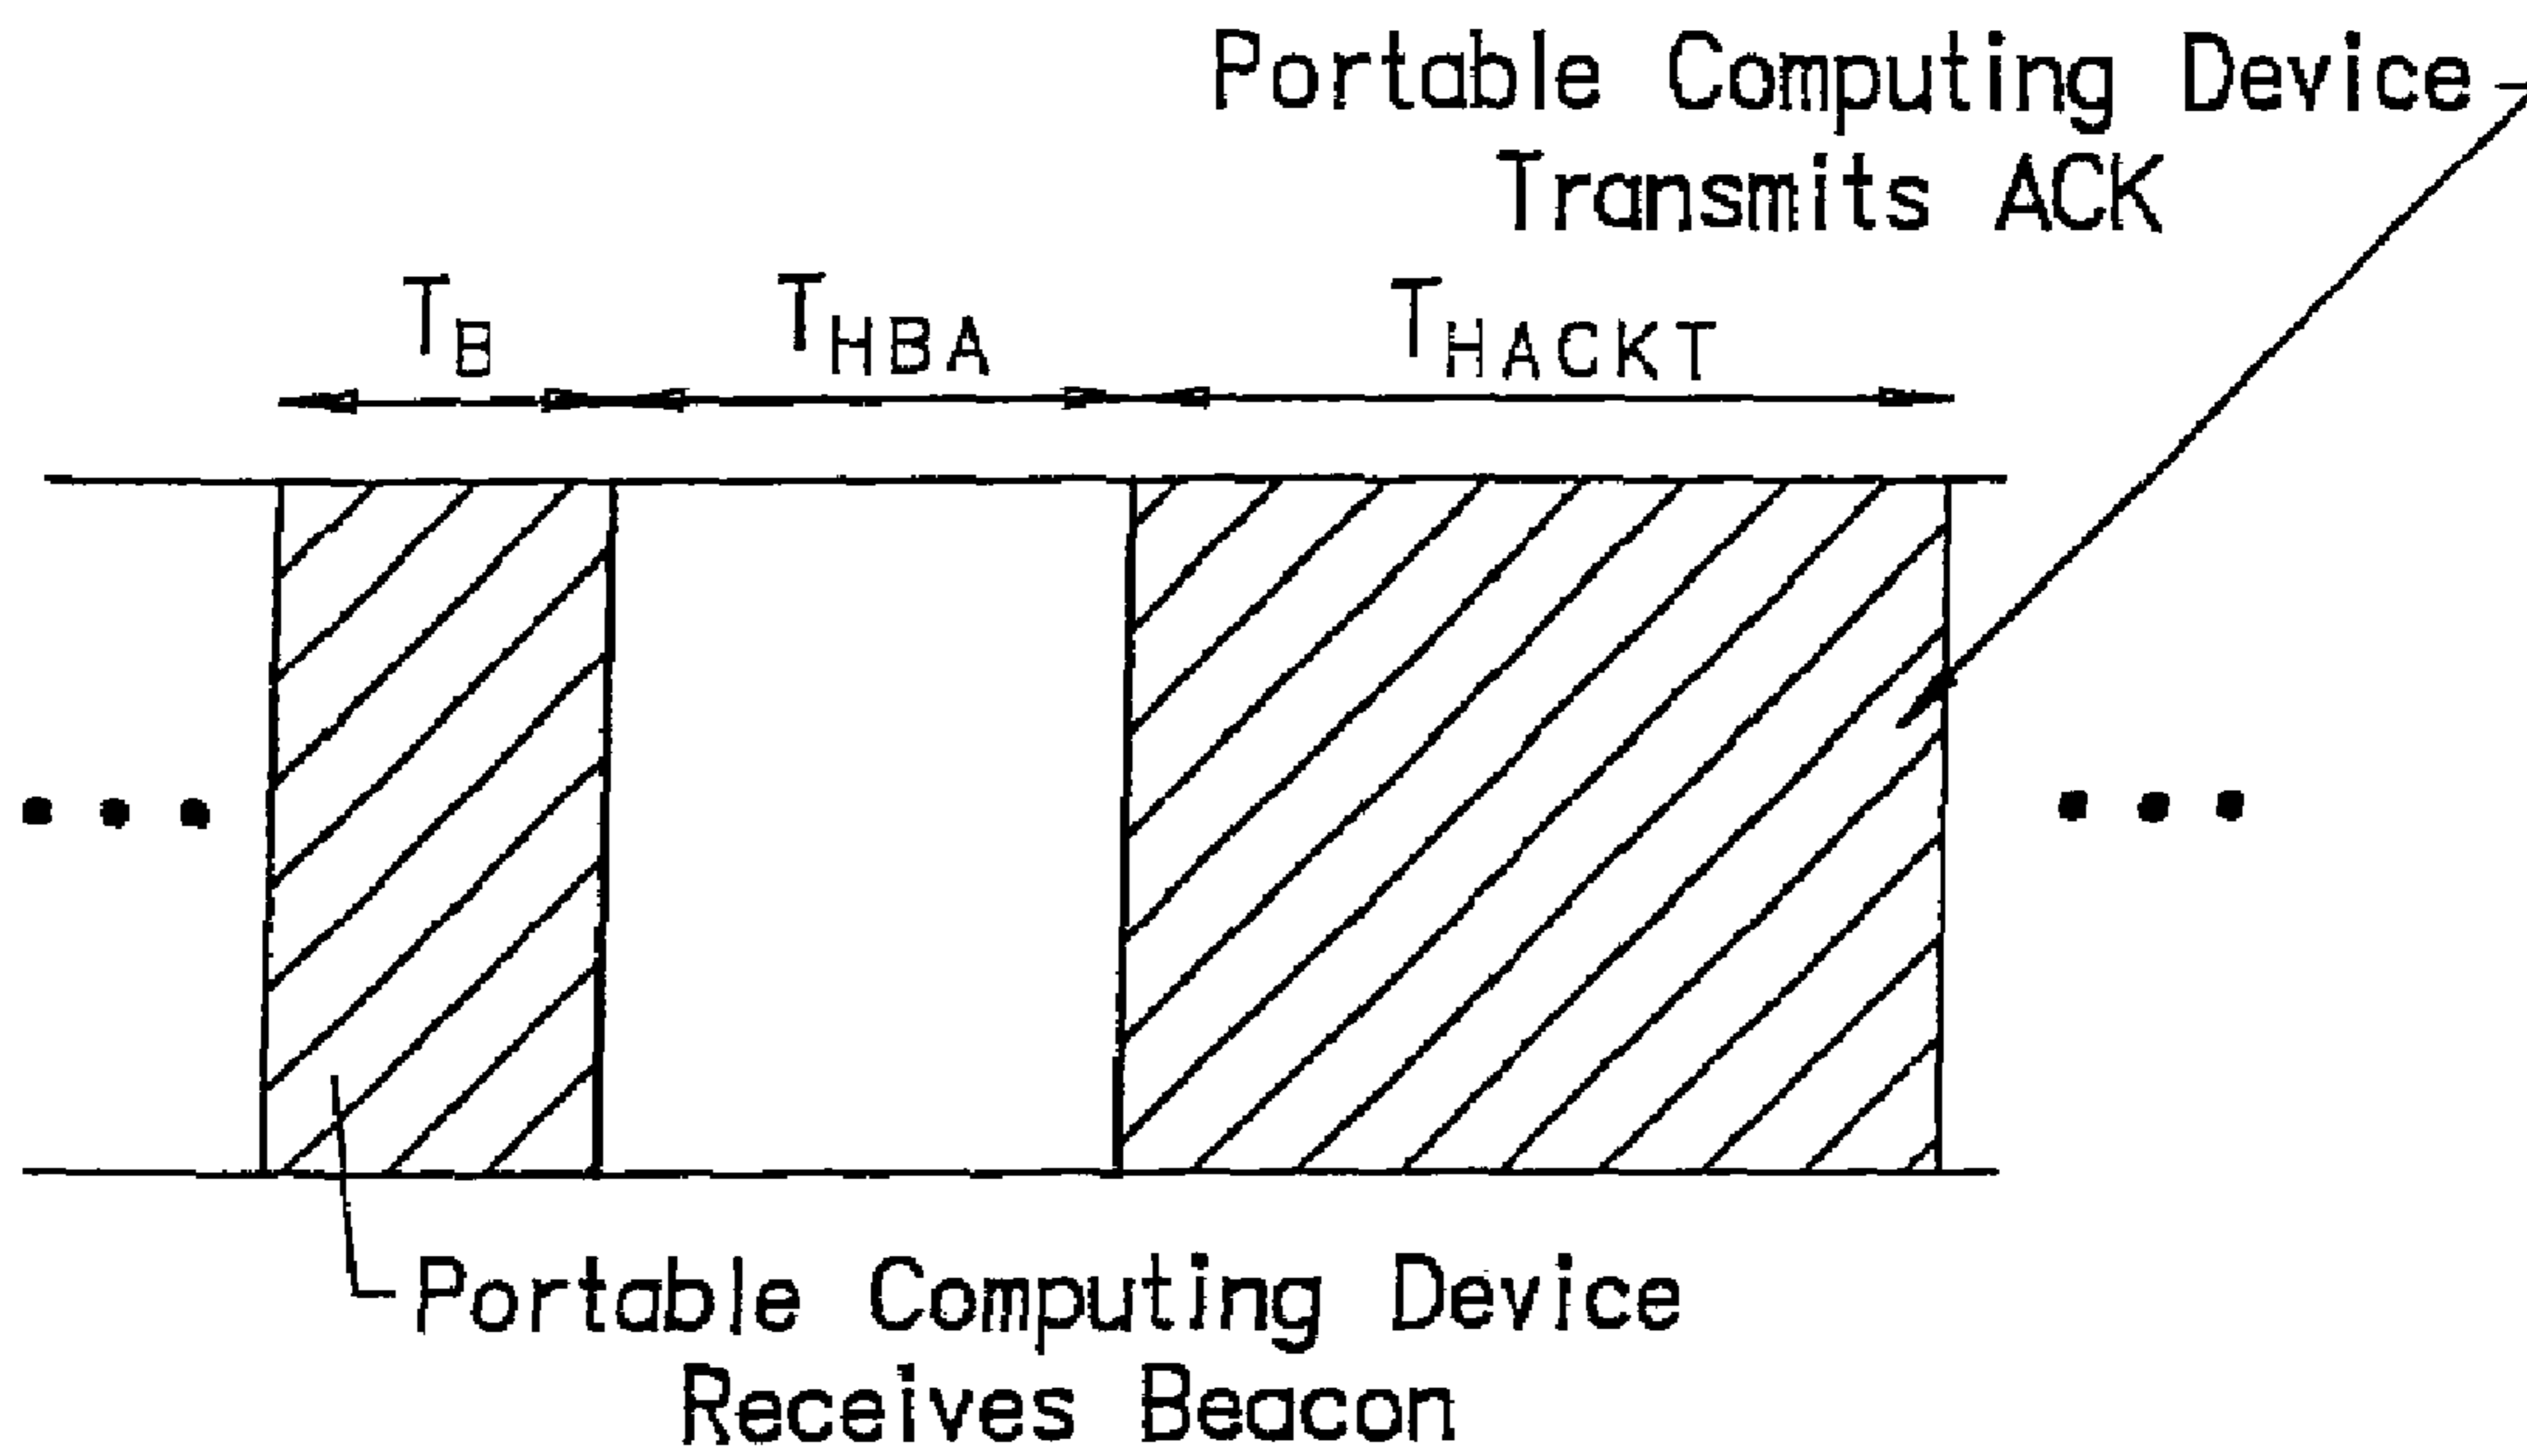 Portable Computing Device
Transmits ACK
T_B T_HBA T_HACKT
Portable Computing Device
Receives Beacon